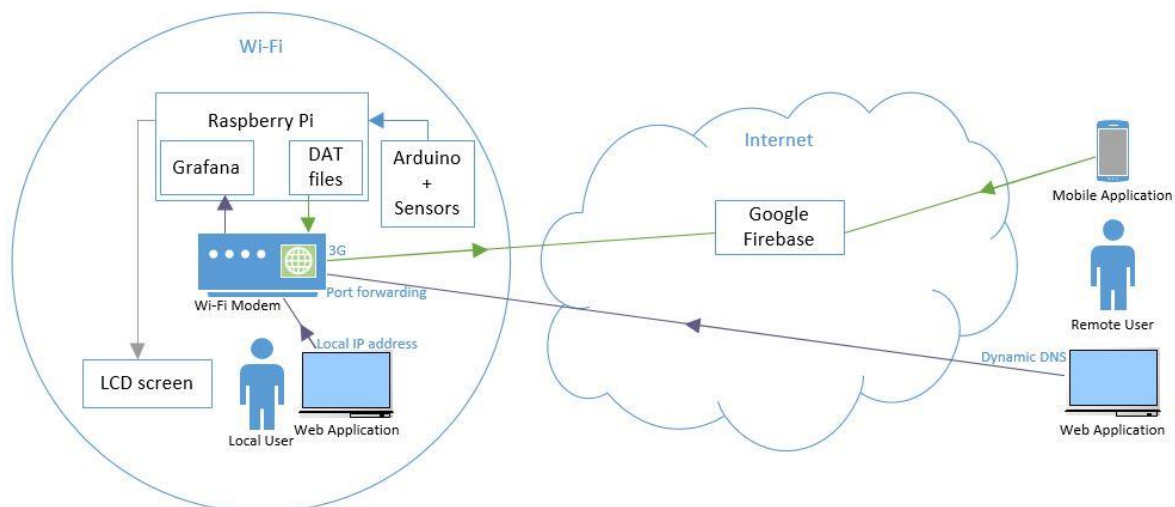 Wi-Fi
Raspberry Pi
Grafana
DAT
files
Arduino
+
Sensors
3G
Port forwarding
Wi-Fi Modem
Local IP address
LCD screen
Local User
Web Application
Internet
Google
Firebase
Mobile Application
Remote User
Dynamic DNS
Web Application